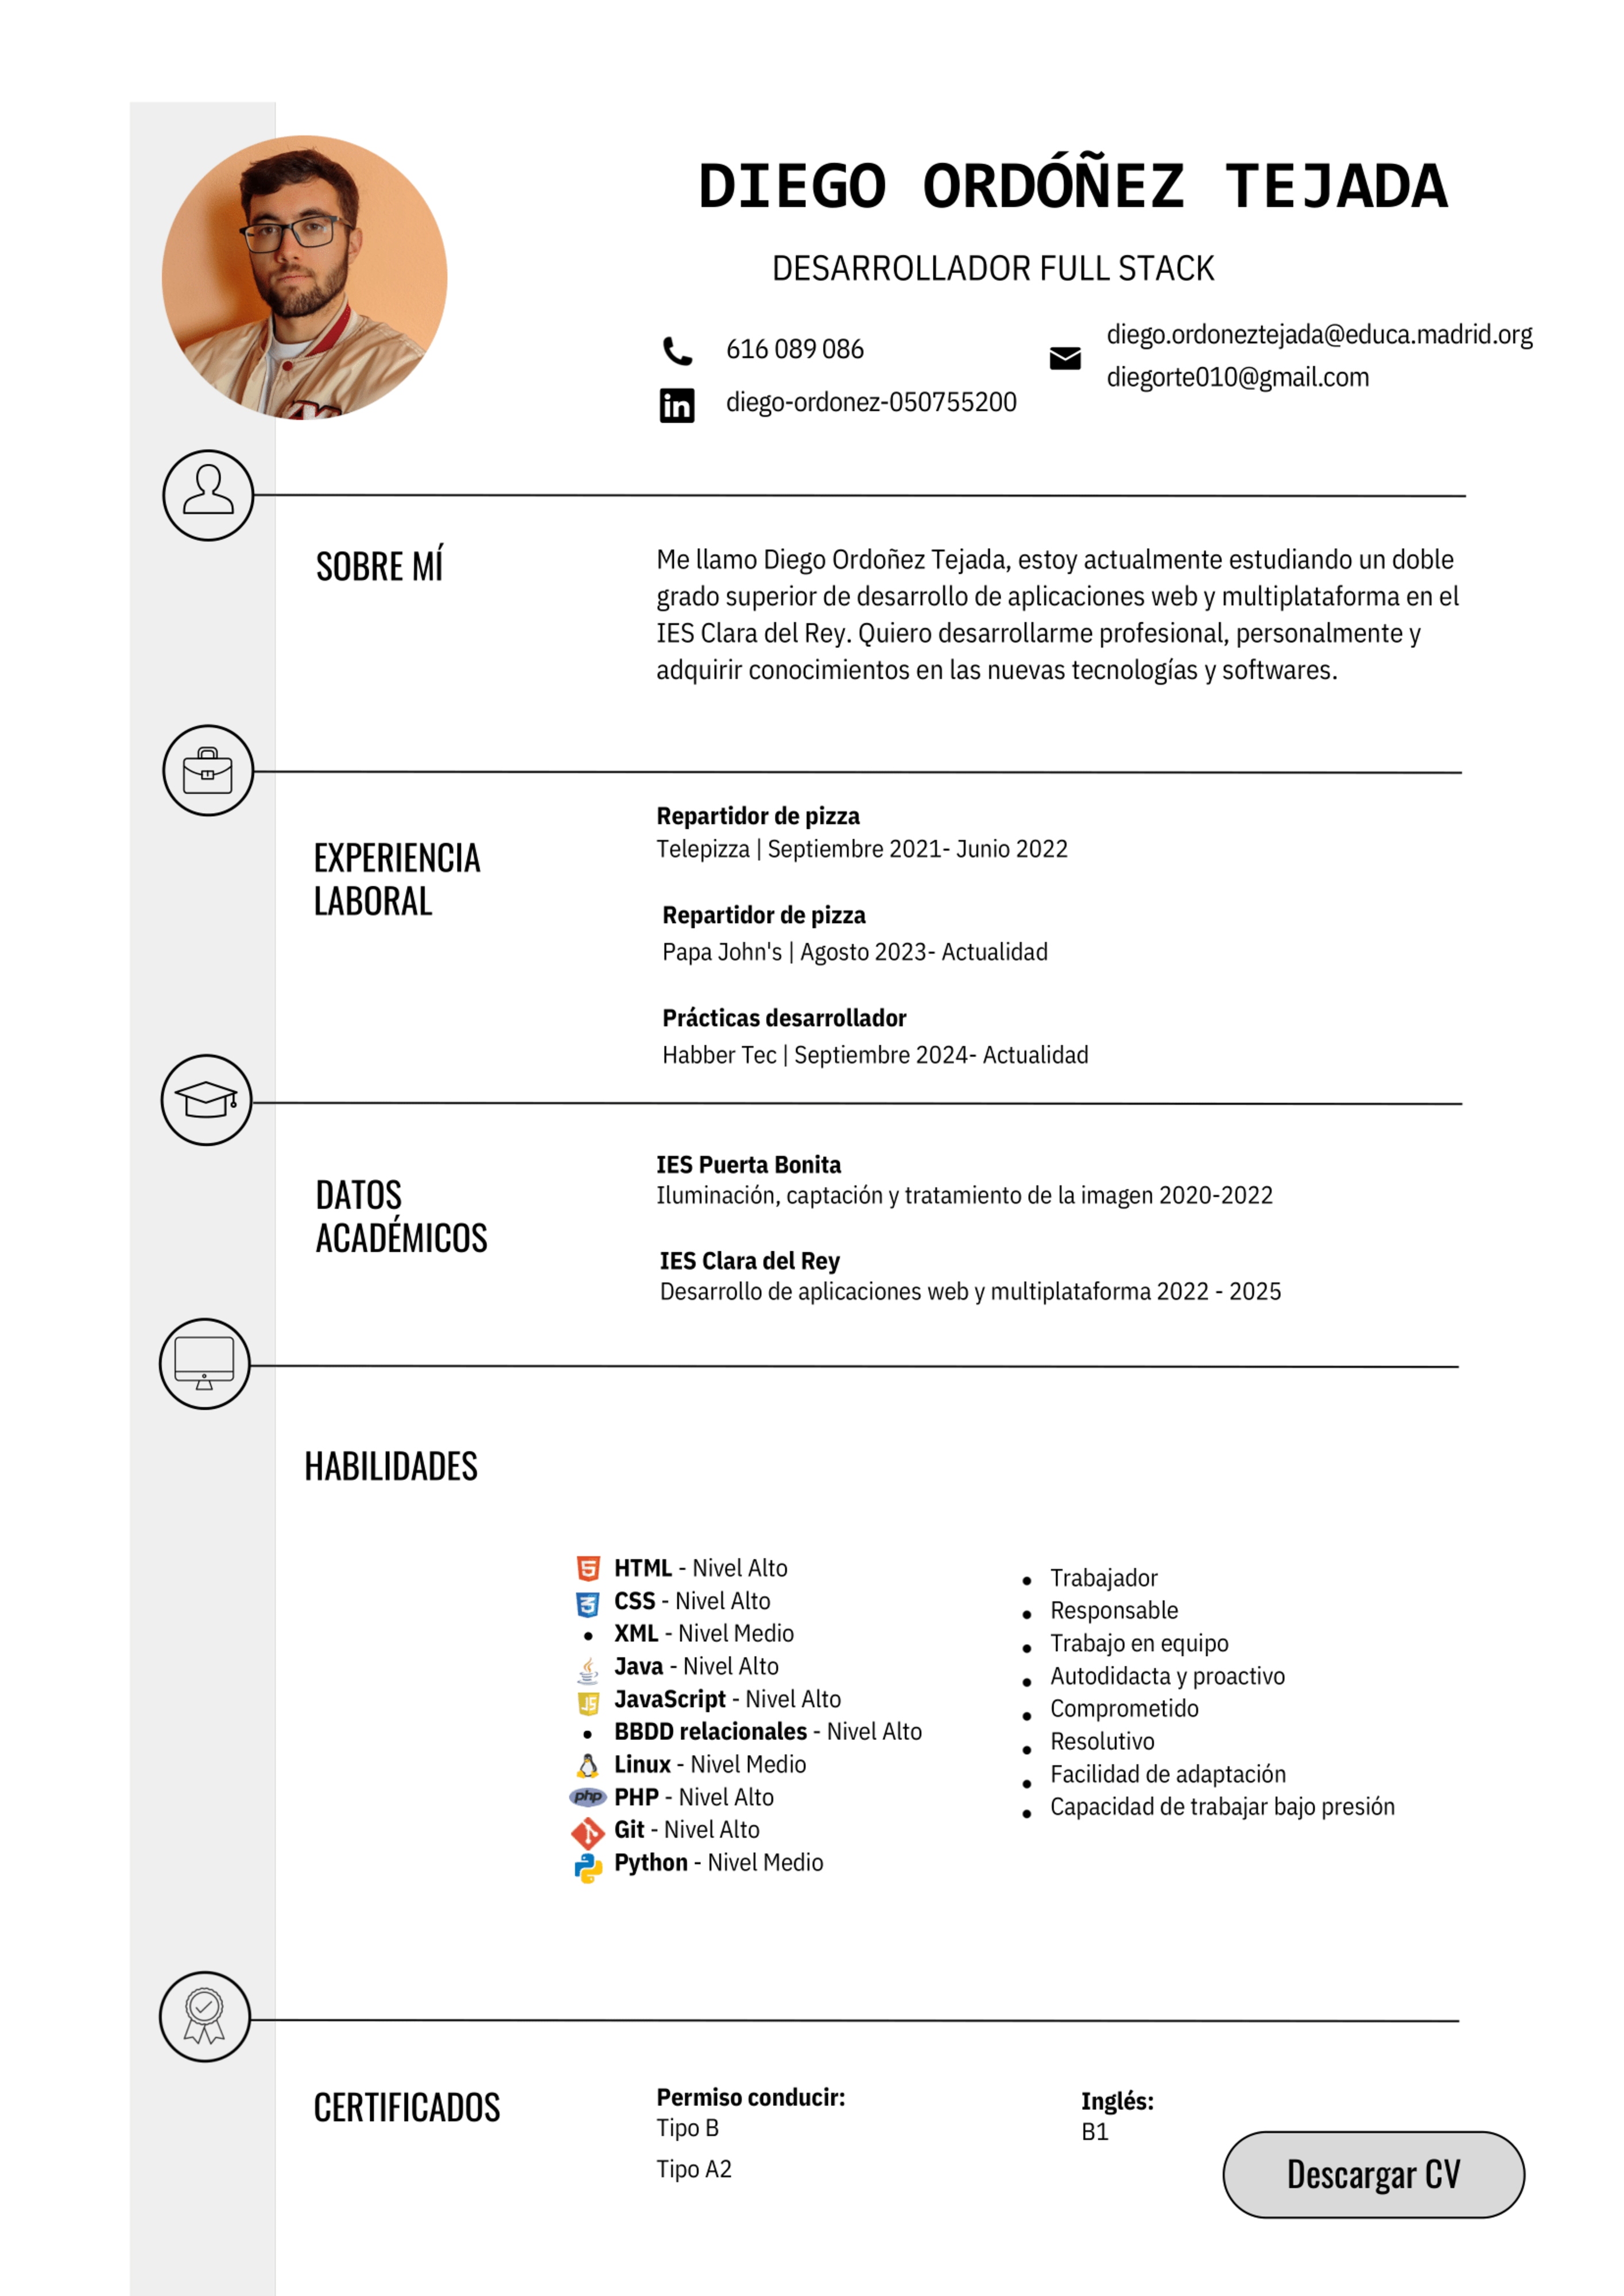 DIEGO ORDÓÑEZ TEJADA
DESARROLLADOR FULL STACK
616 089 086
diego-ordonez-050755200
diego.ordoneztejada@educa.madrid.org
diegorte010@gmail.com
SOBRE MÍ
Me llamo Diego Ordoñez Tejada, estoy actualmente estudiando un doble
grado superior de desarrollo de aplicaciones web y multiplataforma en el
IES Clara del Rey. Quiero desarrollarme profesional, personalmente y
adquirir conocimientos en las nuevas tecnologías y softwares.
EXPERIENCIA
LABORAL
Repartidor de pizza
Telepizza | Septiembre 2021- Junio 2022
Repartidor de pizza
Papa John's | Agosto 2023- Actualidad
Prácticas desarrollador
Habber Tec | Septiembre 2024- Actualidad
DATOS
ACADÉMICOS
IES Puerta Bonita
Iluminación, captación y tratamiento de la imagen 2020-2022
IES Clara del Rey
Desarrollo de aplicaciones web y multiplataforma 2022 - 2025
HABILIDADES
HTML - Nivel Alto
CSS - Nivel Alto
XML - Nivel Medio
Java - Nivel Alto
JavaScript - Nivel Alto
BBDD relacionales - Nivel Alto
Linux - Nivel Medio
PHP - Nivel Alto
Git - Nivel Alto
Python - Nivel Medio
Trabajador
Responsable
Trabajo en equipo
Autodidacta y proactivo
Comprometido
Resolutivo
Facilidad de adaptación
Capacidad de trabajar bajo presión
CERTIFICADOS
Permiso conducir:
Tipo B
Tipo A2
Inglés:
B1
Descargar CV